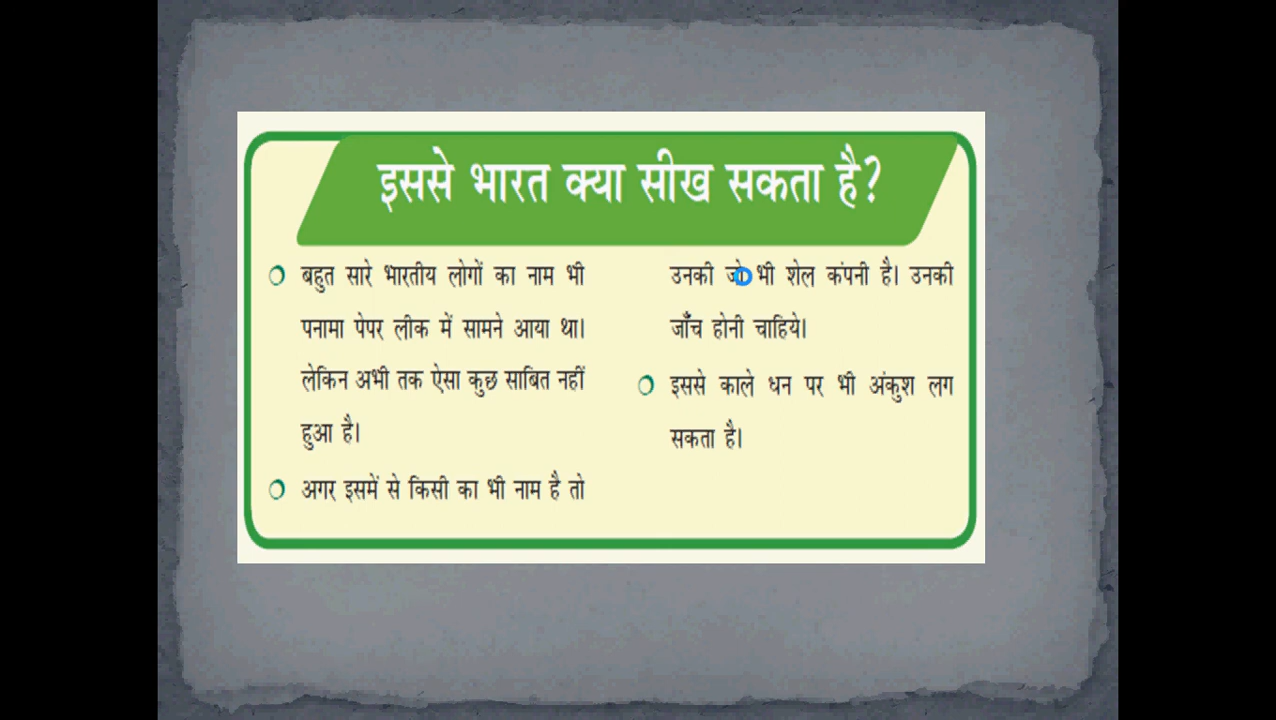 इससे भारत क्या सीख सकता है?
बहुत सारे भारतीय लोगों का नाम भी
पनामा पेपर लीक में सामने आया था।
लेकिन अभी तक ऐसा कुछ साबित नहीं
हुआ है।
अगर इसमें से किसी का भी नाम है तो
उनकी जो भी शेल कंपनी है। उनकी
जाँच होनी चाहिये।
इससे काले धन पर भी अंकुश लग
सकता है।